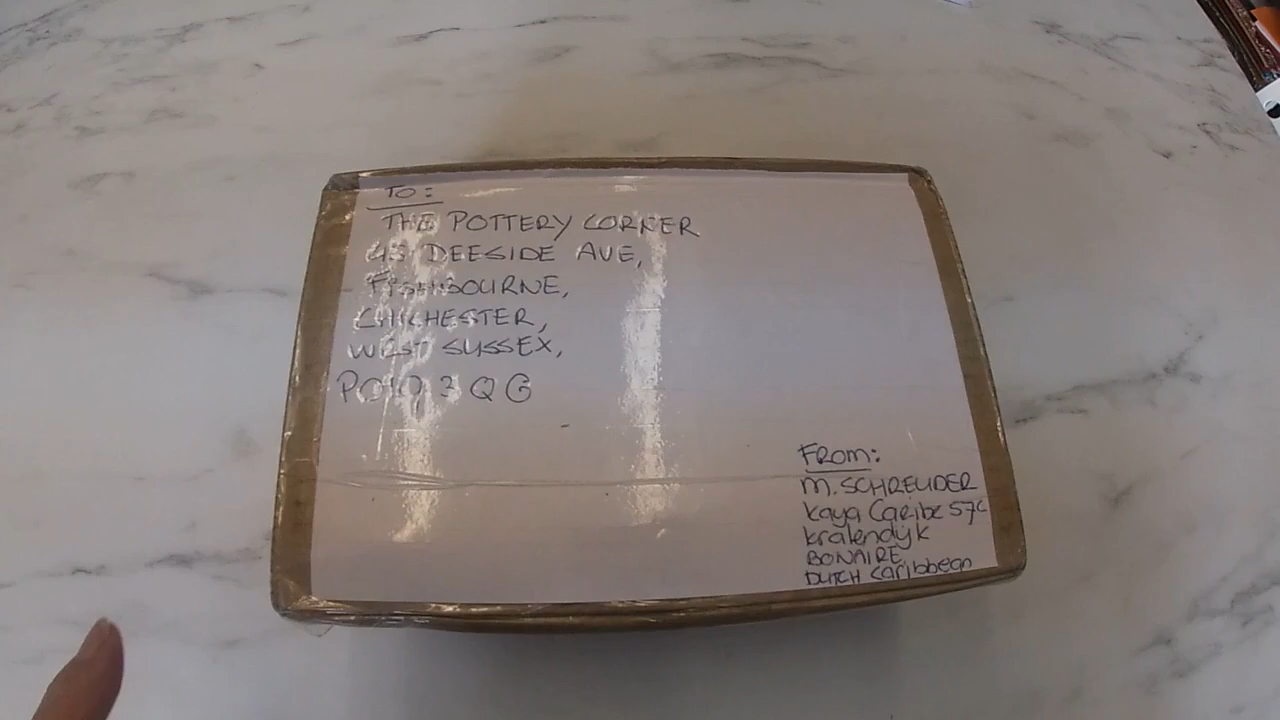 TO:
THE POTTERY CORNER
45 DEESIDE AVE,
FISHBOURNE,
CHICHESTER,
WEST SUSSEX,
PO19 3QG
FROM:
M. SCHREUDER
Kaya Caribe 57c
kralendijk
BONAIRE
DUTCH Caribbean